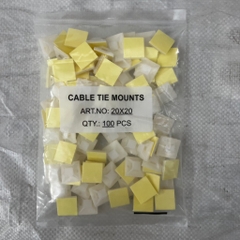 CABLE TIE MOUNTS
ART.NO: 20X20
QTY.: 100 PCS